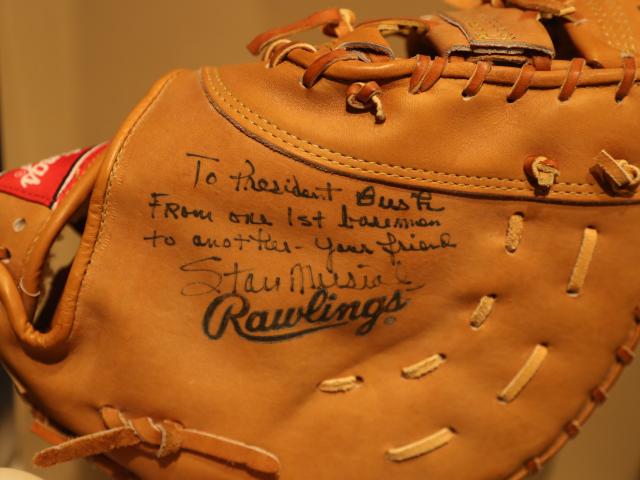 To President Bush
From one 1st baseman
to another - Your friend
Stan Musial
Rawlings